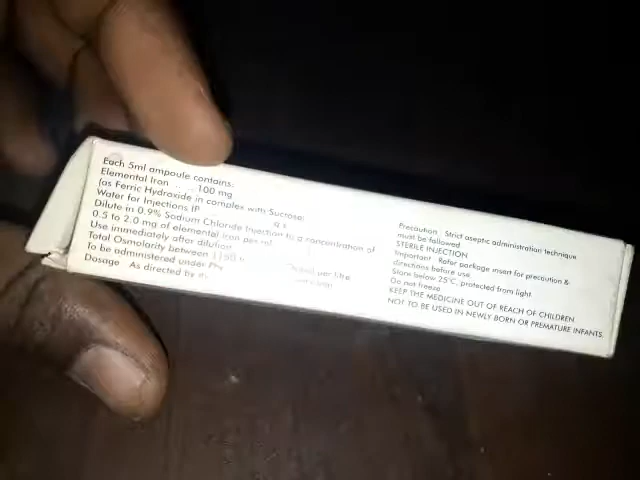 Each 5ml ampoule contains:
Elemental Iron ..... 100 mg
(as Ferric Hydroxide in complex with Sucrose)
Water for Injections IP q.s
Dilute in 0.9% Sodium Chloride Injection to a concentration of
0.5 to 2.0 mg of elemental iron per ml
Use immediately after dilution
Total Osmolarity between 1150 per litre
To be administered under
Dosage As directed by
Precaution Strict aseptic administration technique
must be followed
STERILE INJECTION
Important Refer package insert for precaution &
directions before use
Store below 25°C, protected from light.
Do not freeze
KEEP THE MEDICINE OUT OF REACH OF CHILDREN
NOT TO BE USED IN NEWLY BORN OR PREMATURE INFANTS.